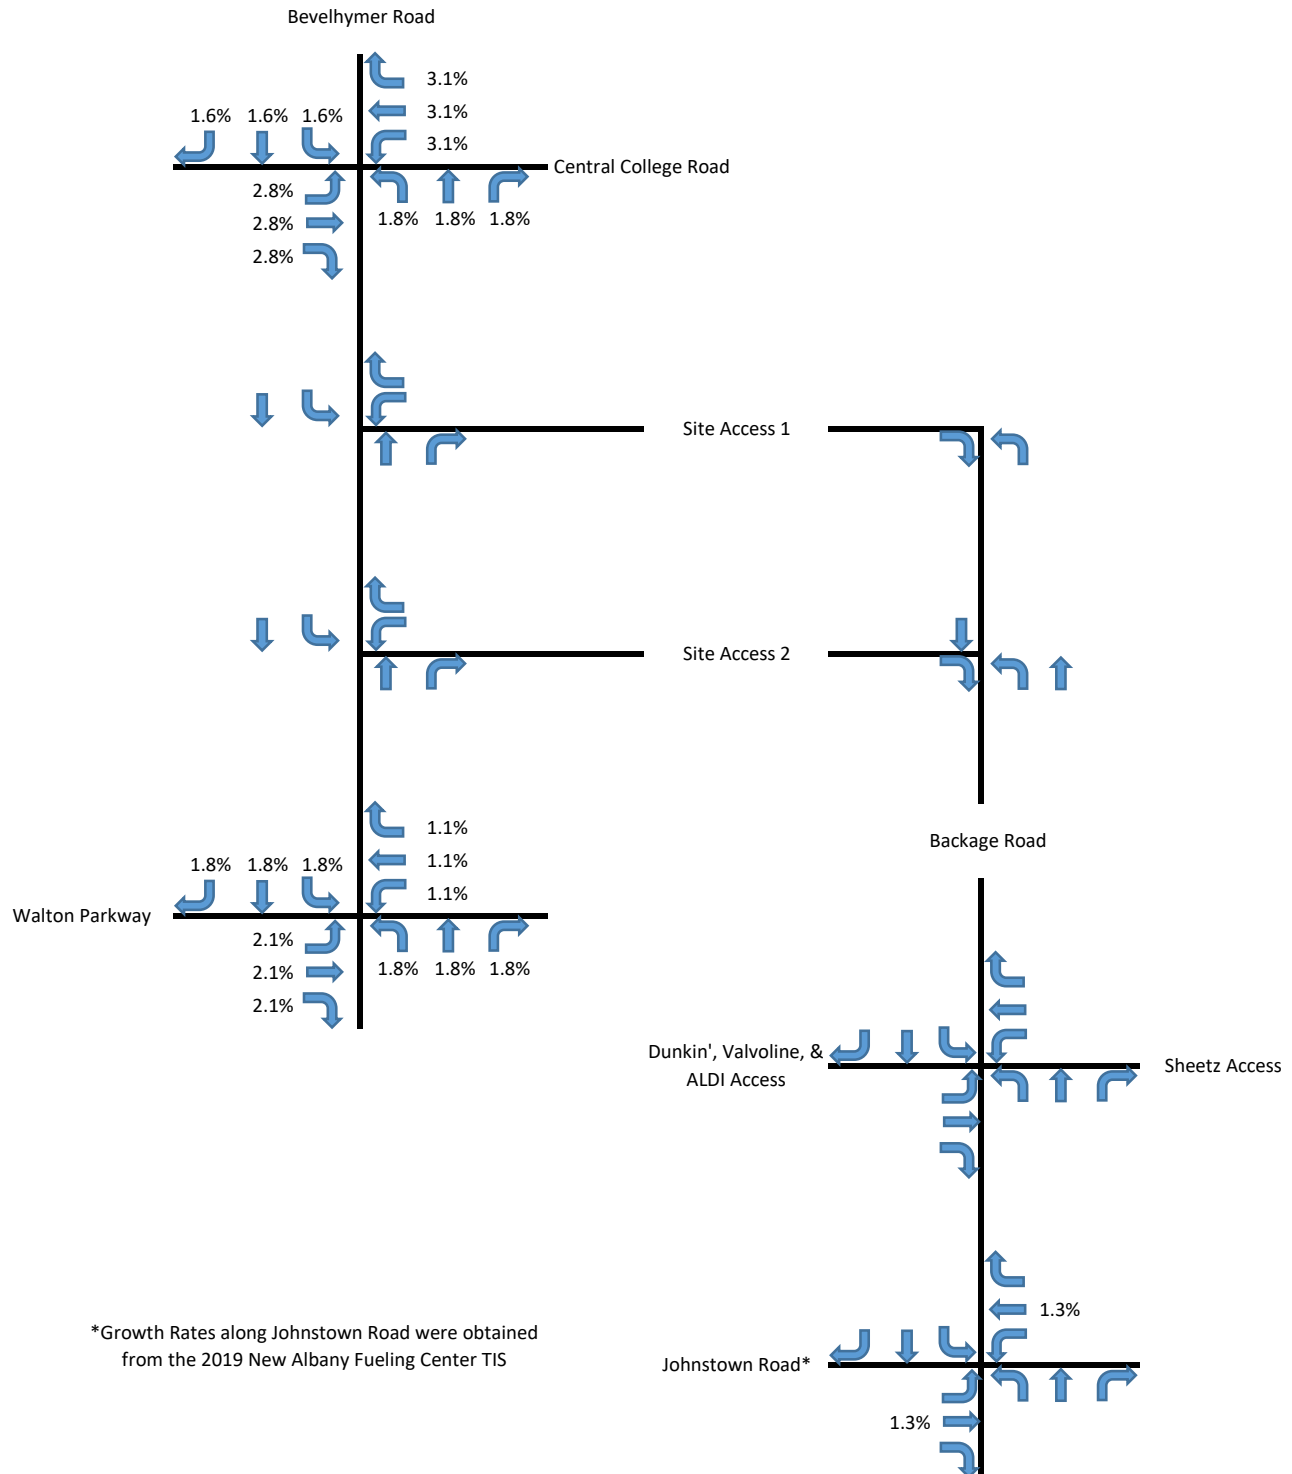 Bevelhymer Road
3.1%
3.1%
3.1%
1.6% 1.6% 1.6%
Central College Road
2.8%
2.8%
2.8%
1.8% 1.8% 1.8%
Site Access 1
Site Access 2
Backage Road
1.1%
1.1%
1.1%
1.8% 1.8% 1.8%
Walton Parkway
2.1%
2.1%
2.1%
1.8% 1.8% 1.8%
Dunkin', Valvoline, &
ALDI Access
Sheetz Access
1.3%
*Growth Rates along Johnstown Road were obtained
from the 2019 New Albany Fueling Center TIS
Johnstown Road*
1.3%